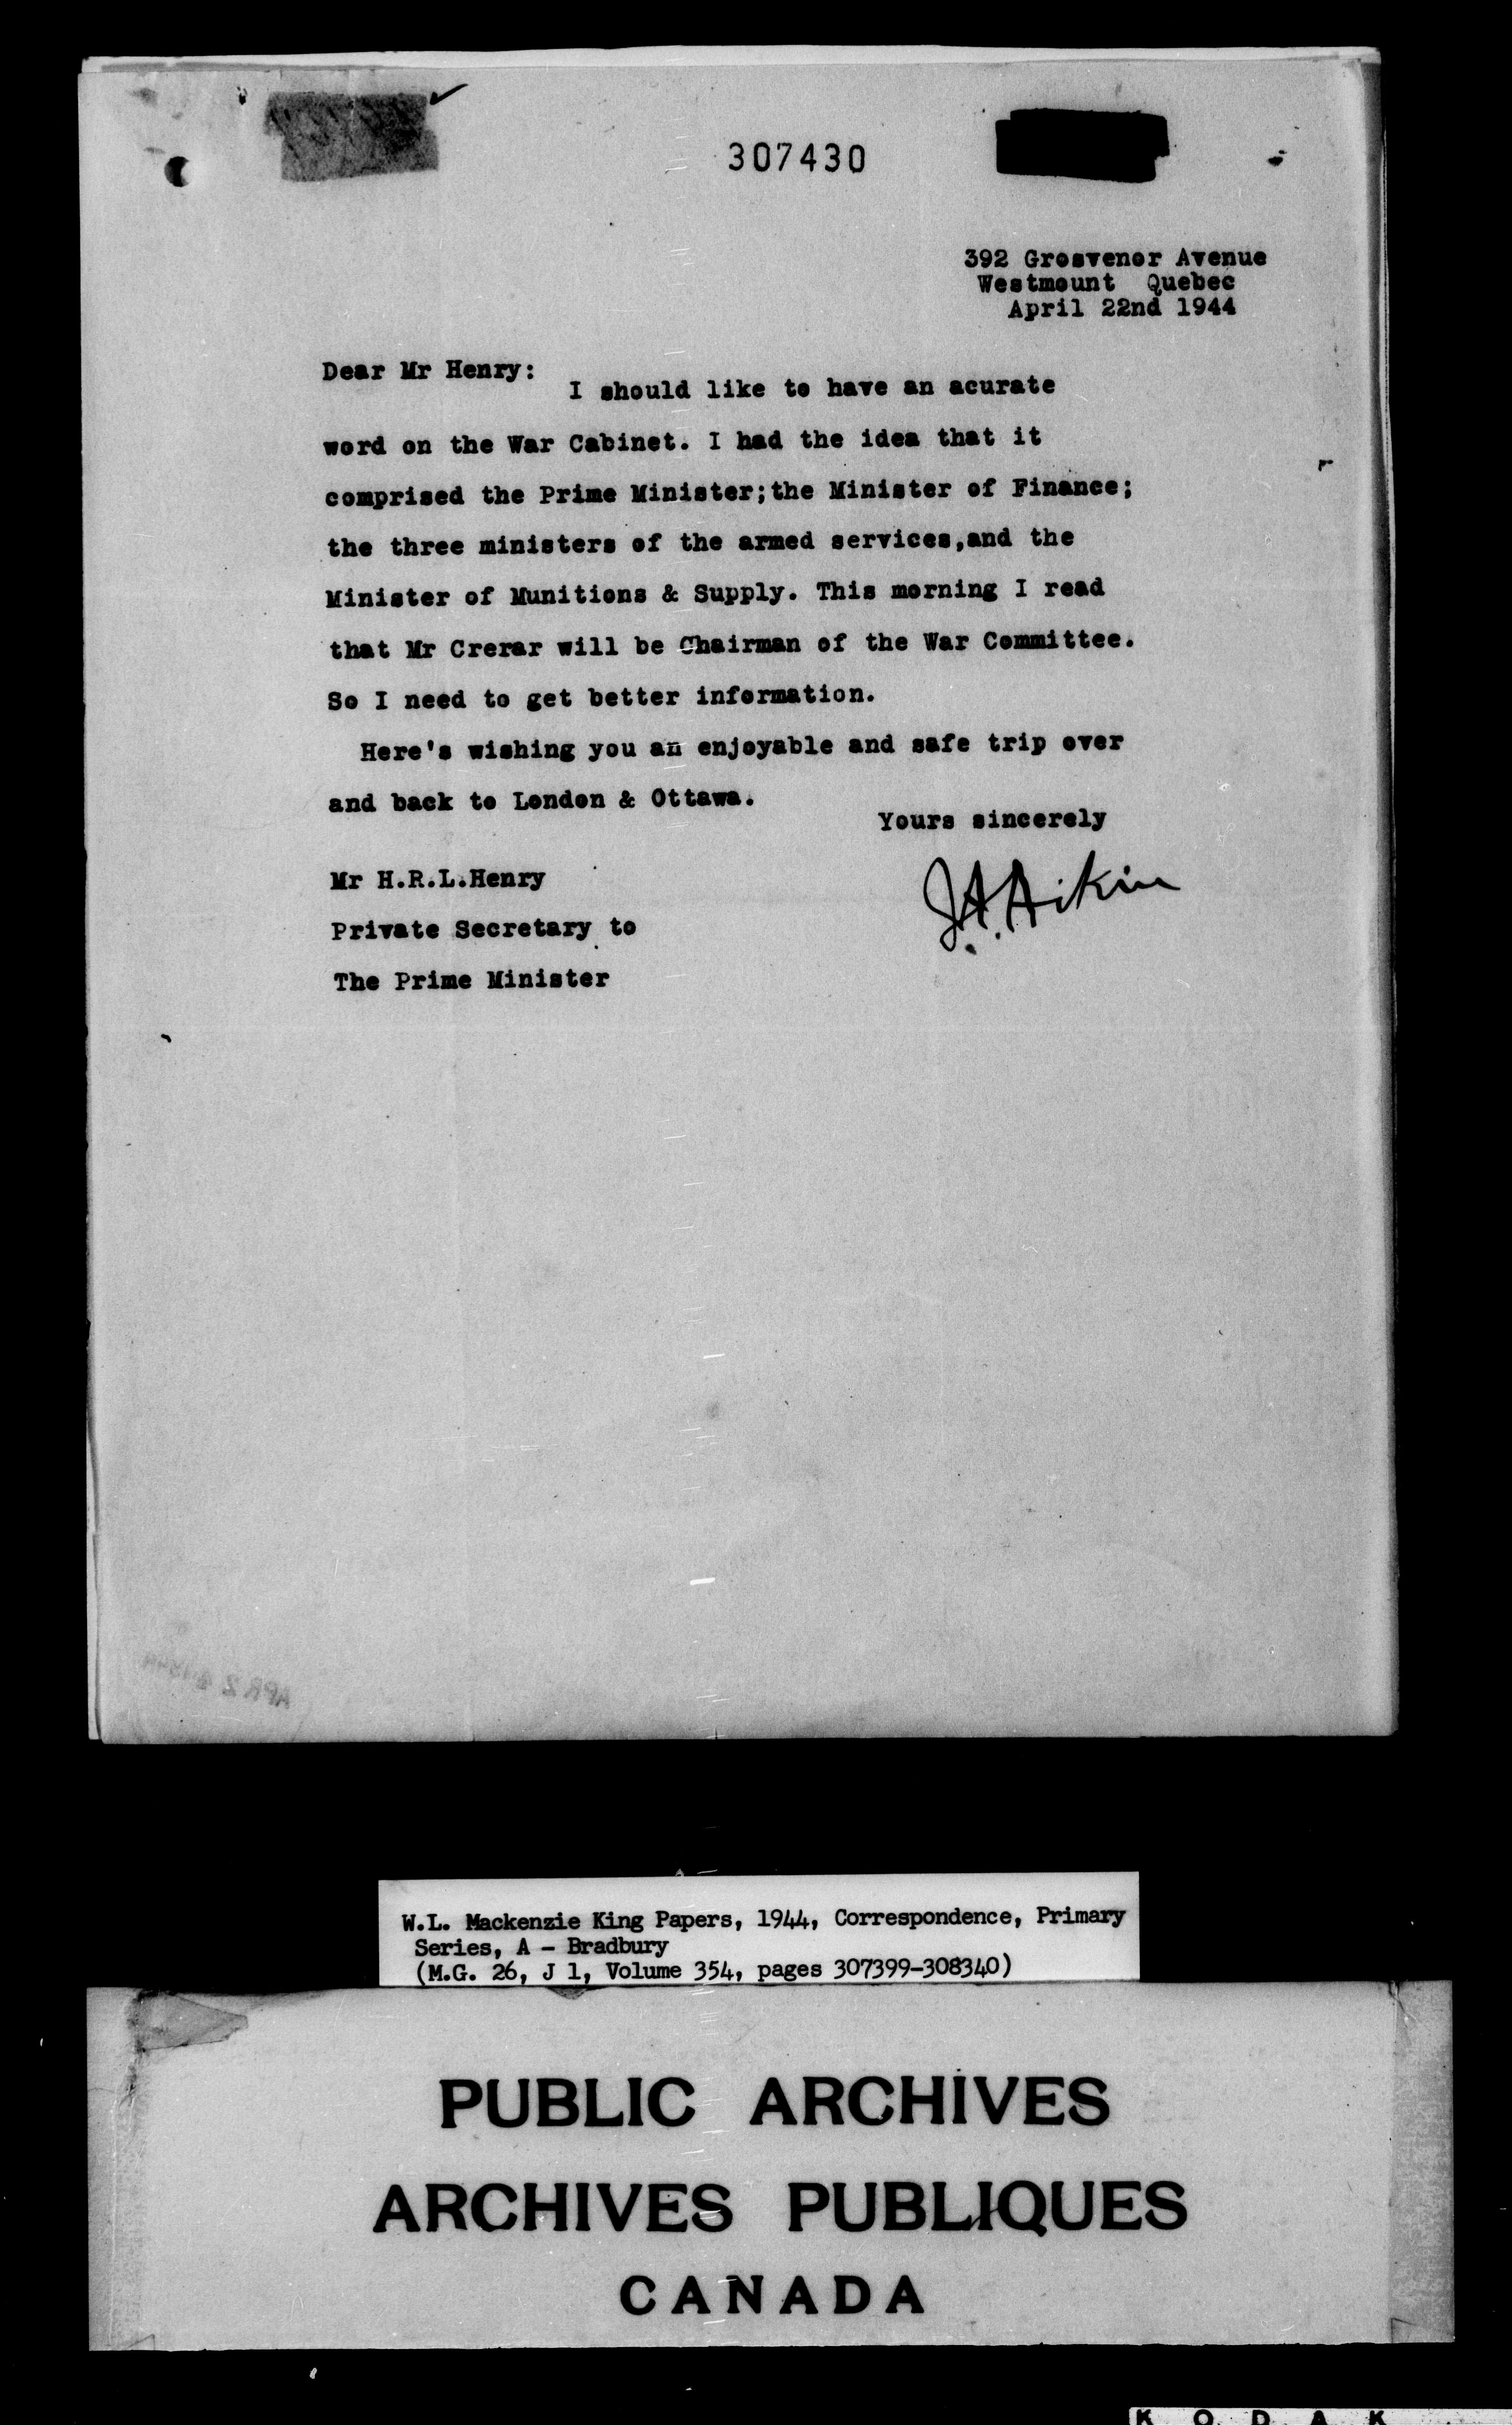 307430
392 Grosvenor Avenue
Westmount Quebec
April 22nd 1944
Dear Mr Henry:
I should like to have an acurate
word on the War Cabinet. I had the idea that it
comprised the Prime Minister;the Minister of Finance;
the three ministers of the armed services,and the
Minister of Munitions & Supply. This morning I read
that Mr Crerar will be Chairman of the War Committee.
So I need to get better information.
Here's wishing you an enjoyable and safe trip over
and back to London & Ottawa.
Yours sincerely
J.A. Aikin
Mr H.R.L.Henry
Private Secretary to
The Prime Minister
W.L. Mackenzie King Papers, 1944, Correspondence, Primary
Series, A - Bradbury
(M.G. 26, J 1, Volume 354, pages 307399-308340)
PUBLIC ARCHIVES
ARCHIVES PUBLIQUES
CANADA
KODAK